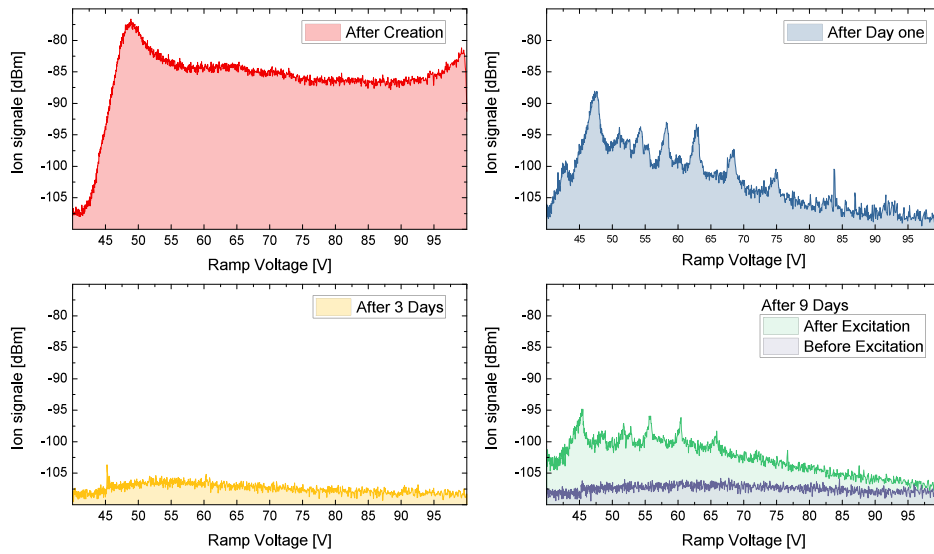 After Creation
Ion signale [dBm]
-75
-80
-85
-90
-95
-100
-105
45 50 55 60 65 70 75 80 85 90 95
Ramp Voltage [V]
After Day one
Ion signale [dBm]
-75
-80
-85
-90
-95
-100
-105
45 50 55 60 65 70 75 80 85 90 95
Ramp Voltage [V]
After 3 Days
Ion signale [dBm]
-75
-80
-85
-90
-95
-100
-105
45 50 55 60 65 70 75 80 85 90 95
Ramp Voltage [V]
After 9 Days
After Excitation
Before Excitation
Ion signale [dBm]
-75
-80
-85
-90
-95
-100
-105
45 50 55 60 65 70 75 80 85 90 95
Ramp Voltage [V]